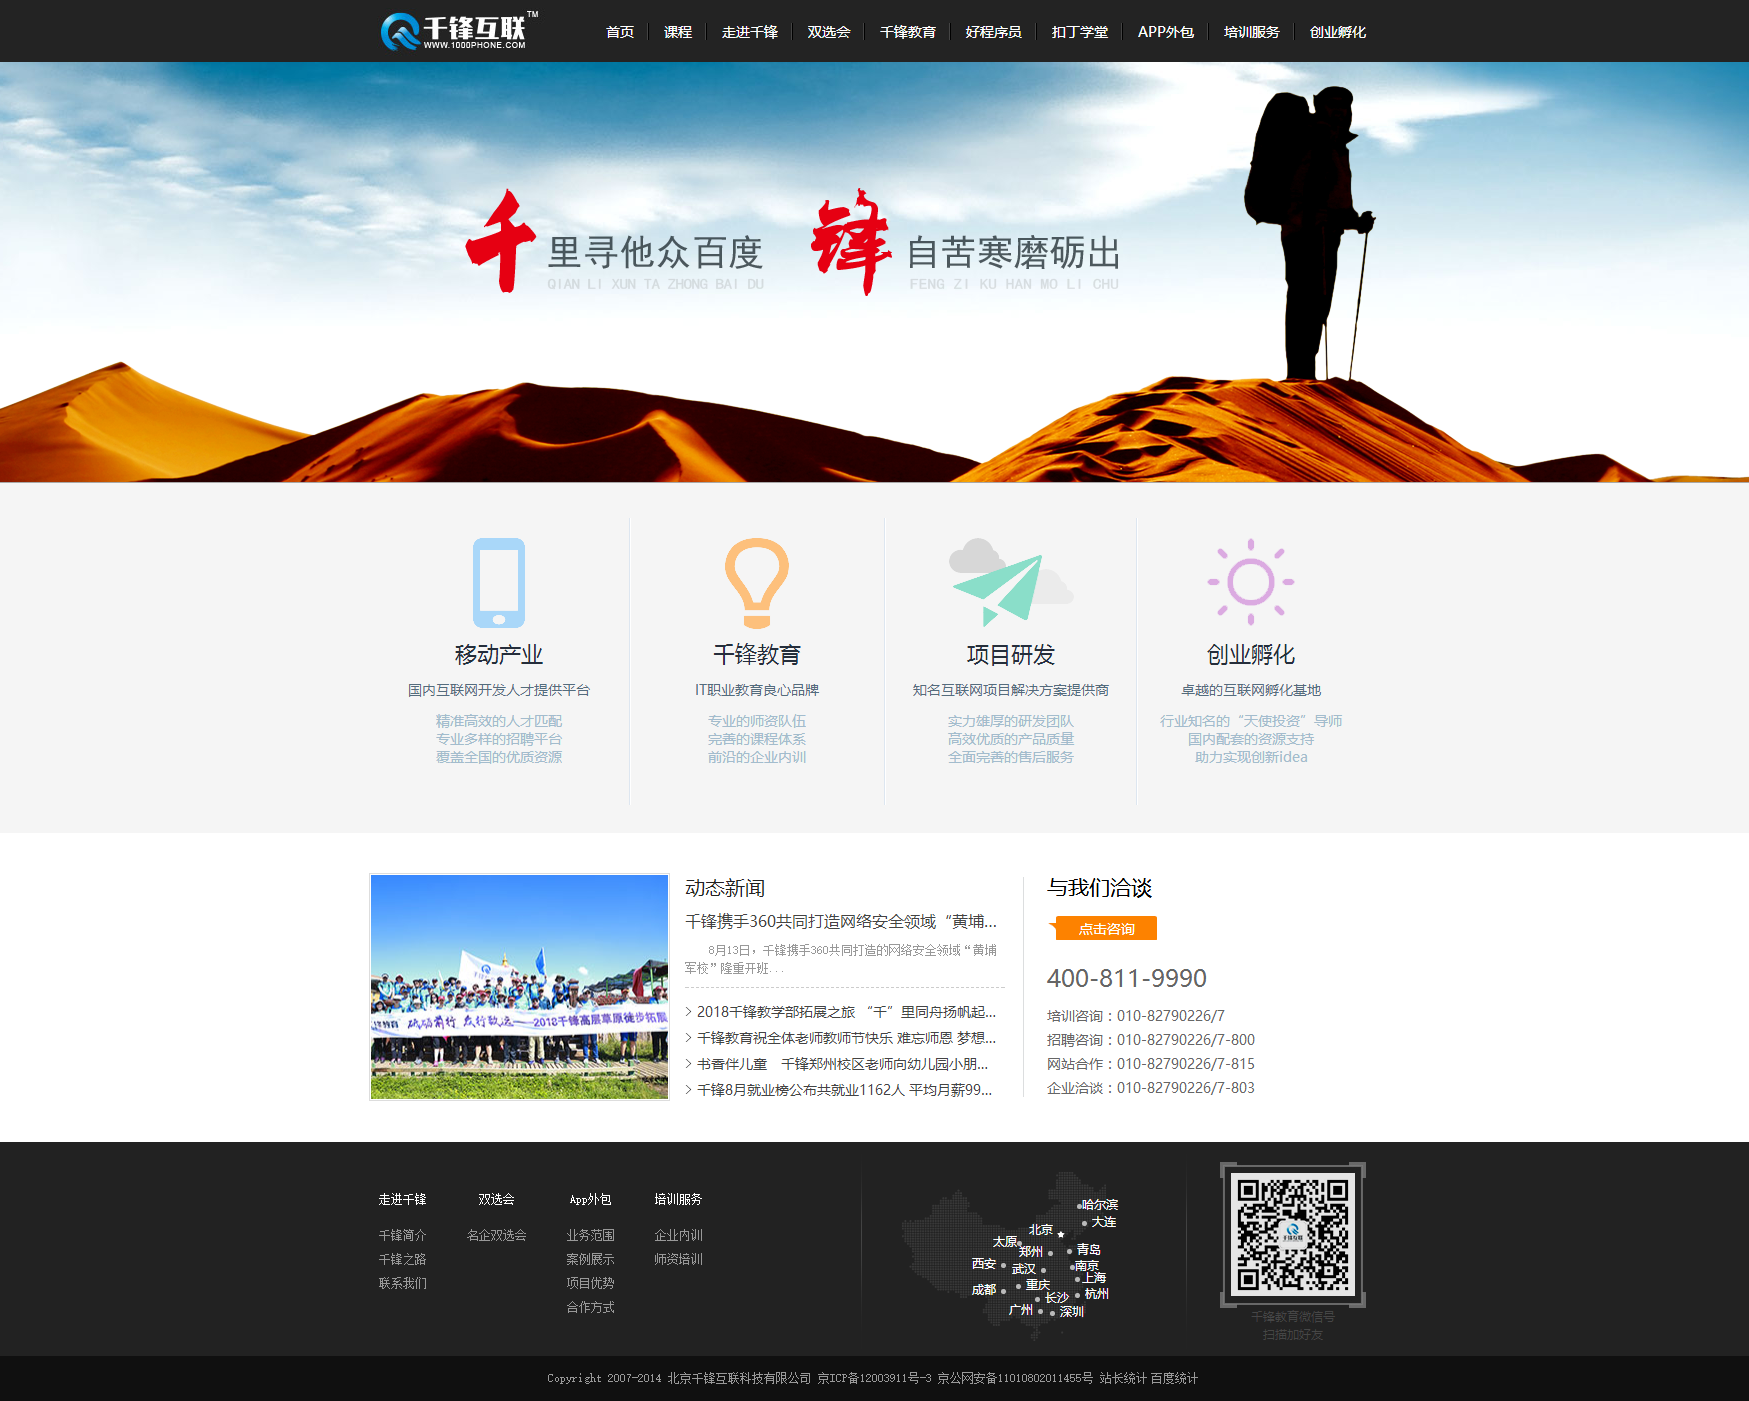 千锋互联TM
WWW.1000PHONE.COM
首页 课程 走进千锋 双选会 千锋教育 好程序员 扣丁学堂 APP外包 培训服务 创业孵化
千里寻他众百度 锋自苦寒磨砺出
QIAN LI XUN TA ZHONG BAI DU FENG ZI KU HAN MO LI CHU
移动产业
国内互联网开发人才提供平台
精准高效的人才匹配
专业多样的招聘平台
覆盖全国的优质资源
千锋教育
IT职业教育良心品牌
专业的师资队伍
完善的课程体系
前沿的企业内训
项目研发
知名互联网项目解决方案提供商
实力雄厚的研发团队
高效优质的产品质量
全面完善的售后服务
创业孵化
卓越的互联网孵化基地
行业知名的“天使投资”导师
国内配套的资源支持
助力实现创新idea
——2018千锋高层草原徒步拓展
动态新闻
千锋携手360共同打造网络安全领域“黄埔...
8月13日，千锋携手360共同打造的网络安全领域“黄埔
军校”隆重开班...
> 2018千锋教学部拓展之旅 “千”里同舟扬帆起...
> 千锋教育祝全体老师教师节快乐 难忘师恩 梦想...
> 书香伴儿童　千锋郑州校区老师向幼儿园小朋...
> 千锋8月就业榜公布共就业1162人 平均月薪99...
与我们洽谈
点击咨询
400-811-9990
培训咨询：010-82790226/7
招聘咨询：010-82790226/7-800
网站合作：010-82790226/7-815
企业洽谈：010-82790226/7-803
走进千锋
千锋简介
千锋之路
联系我们
双选会
名企双选会
App外包
业务范围
案例展示
项目优势
合作方式
培训服务
企业内训
师资培训
哈尔滨
大连
北京
太原
郑州
青岛
西安
武汉
南京
上海
成都
重庆
长沙
杭州
广州
深圳
千锋互联
千锋教育微信号
扫描加好友
Copyright 2007-2014 北京千锋互联科技有限公司 京ICP备12003911号-3 京公网安备11010802011455号 站长统计 百度统计